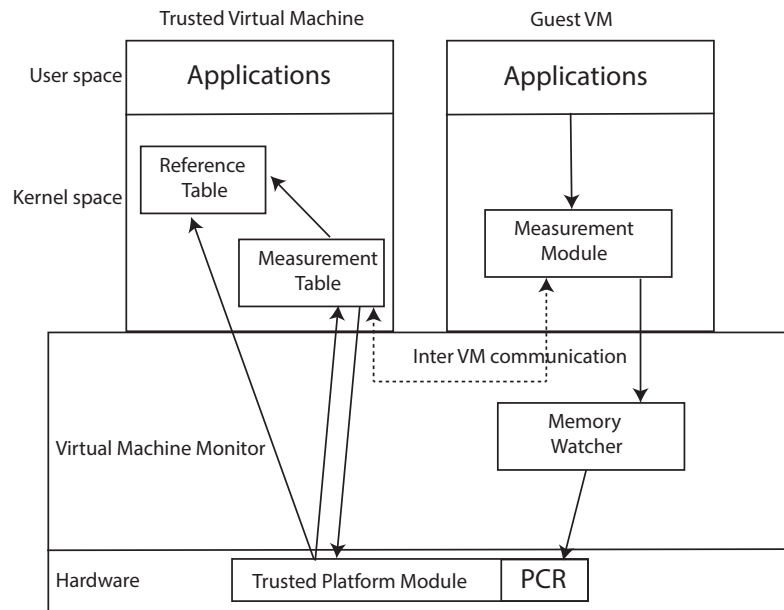 Trusted Virtual Machine
Guest VM
User space
Applications
Applications
Kernel space
Reference
Table
Measurement
Table
Measurement
Module
Inter VM communication
Virtual Machine Monitor
Memory
Watcher
Hardware
Trusted Platform Module
PCR